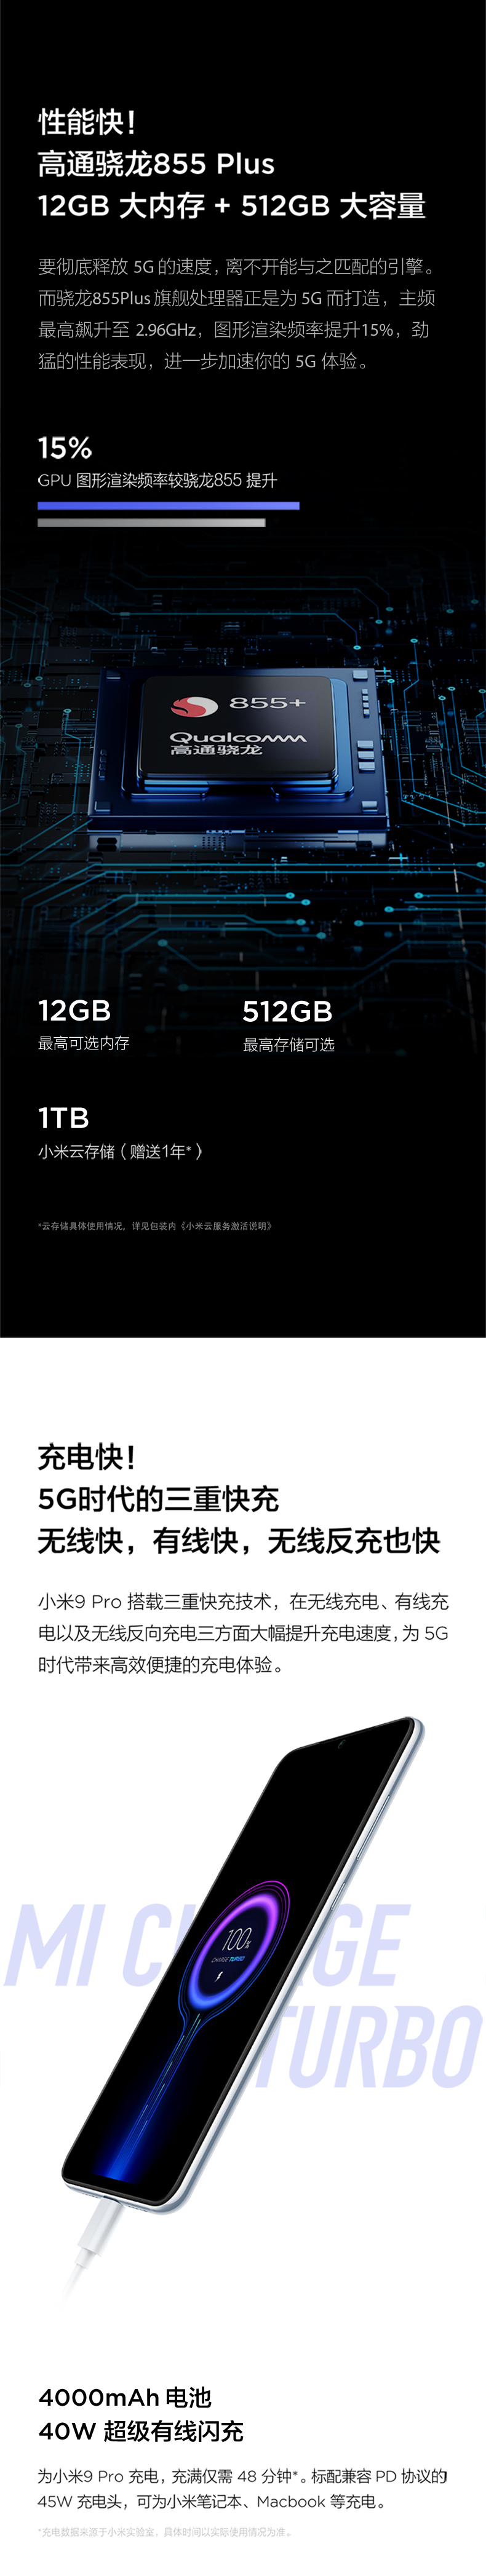 性能快！
高通骁龙855 Plus
12GB 大内存 + 512GB 大容量
要彻底释放 5G 的速度，离不开能与之匹配的引擎。
而骁龙855Plus 旗舰处理器正是为 5G 而打造，主频
最高飙升至 2.96GHz，图形渲染频率提升15%，劲
猛的性能表现，进一步加速你的 5G 体验。
15%
GPU 图形渲染频率较骁龙855 提升
855+
Qualcomm
高通骁龙
12GB
512GB
最高可选内存
最高存储可选
1TB
小米云存储（赠送1年*）
*云存储具体使用情况，详见包装内《小米云服务激活说明》
充电快！
5G时代的三重快充
无线快，有线快，无线反充也快
小米9 Pro 搭载三重快充技术，在无线充电、有线充
电以及无线反向充电三方面大幅提升充电速度，为 5G
时代带来高效便捷的充电体验。
MI CHARGE
TURBO
100%
CHARGE TURBO
4000mAh 电池
40W 超级有线闪充
为小米9 Pro 充电，充满仅需 48 分钟*。标配兼容 PD 协议的
45W 充电头，可为小米笔记本、Macbook 等充电。
*充电数据来源于小米实验室，具体时间以实际使用情况为准。